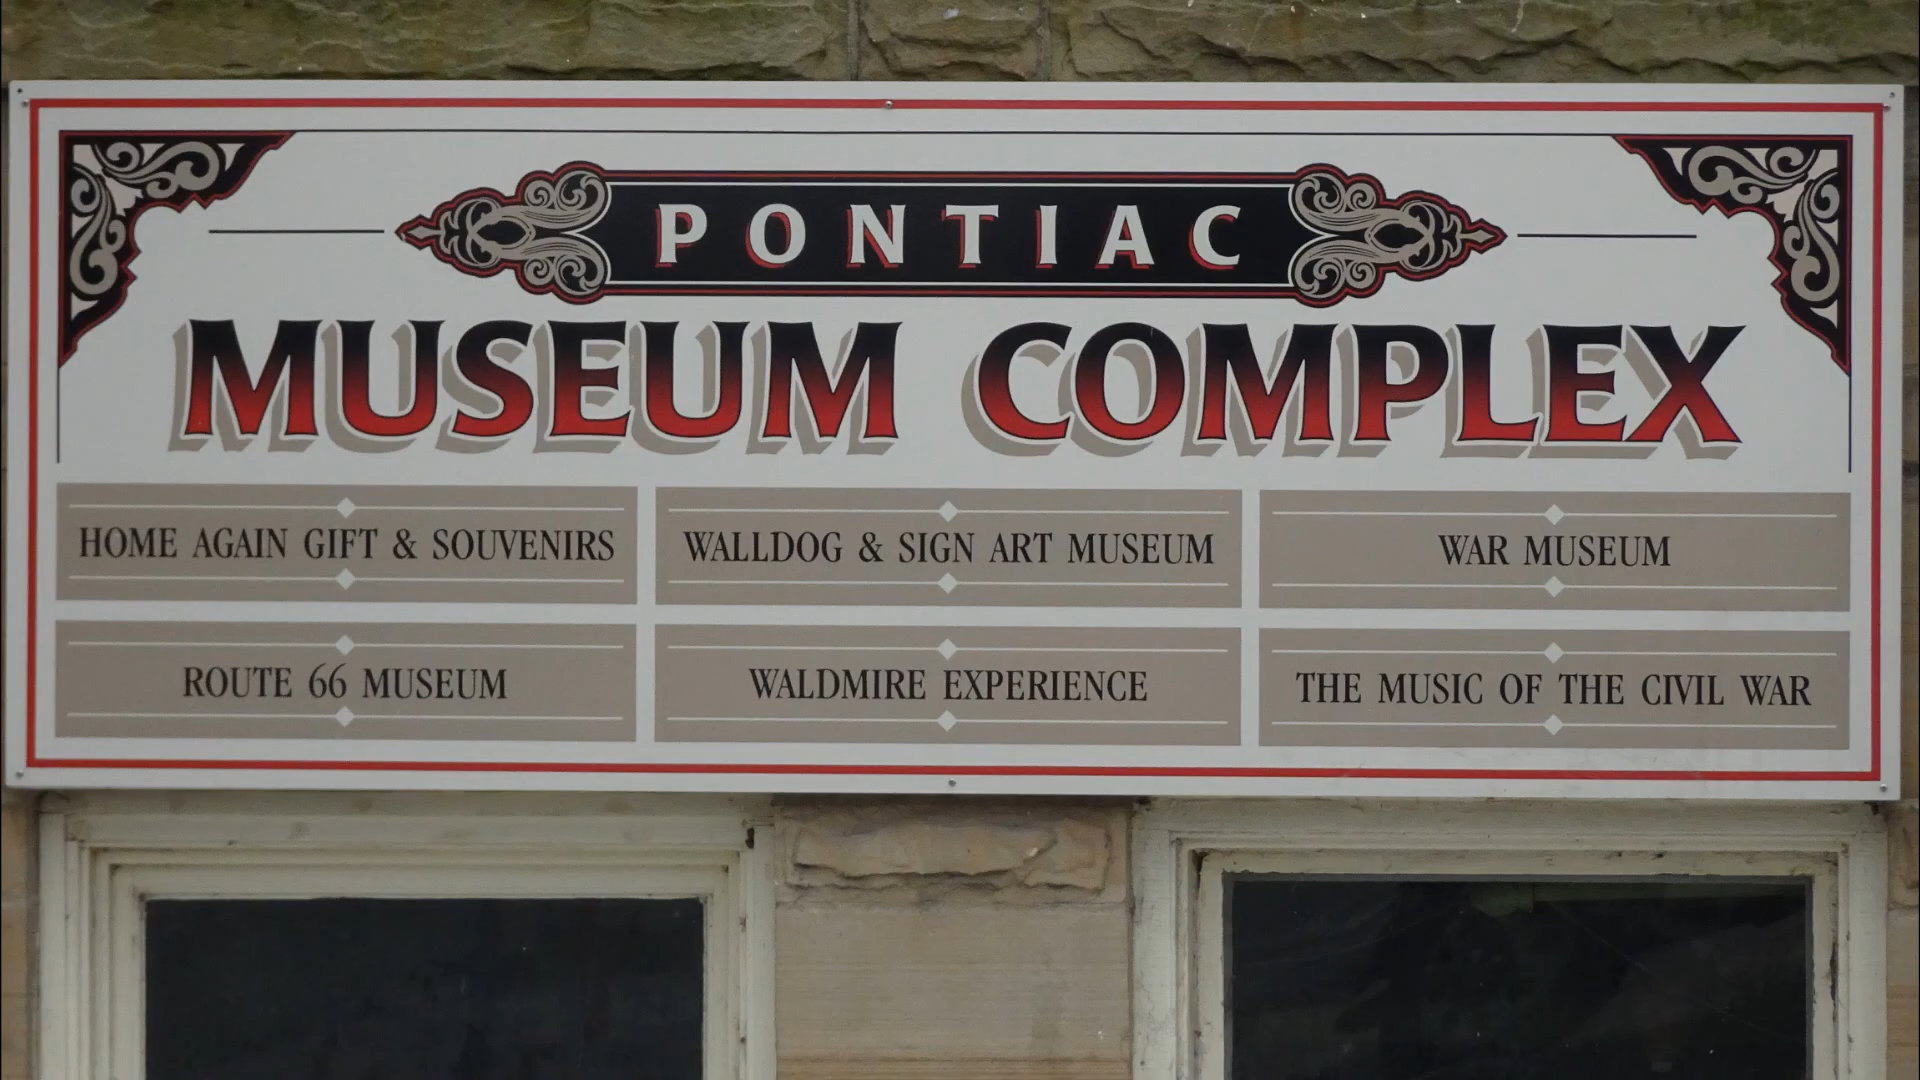 PONTIAC
MUSEUM COMPLEX
HOME AGAIN GIFT & SOUVENIRS
WALLDOG & SIGN ART MUSEUM
WAR MUSEUM
ROUTE 66 MUSEUM
WALDMIRE EXPERIENCE
THE MUSIC OF THE CIVIL WAR